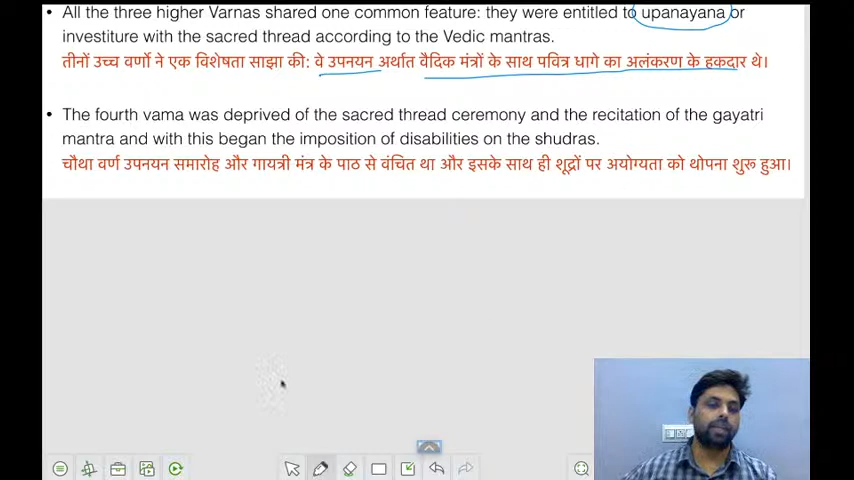 • All the three higher Varnas shared one common feature: they were entitled to upanayana or
investiture with the sacred thread according to the Vedic mantras.
तीनों उच्च वर्णों ने एक विशेषता साझा की: वे उपनयन अर्थात वैदिक मंत्रों के साथ पवित्र धागे का अलंकरण के हकदार थे।
• The fourth vama was deprived of the sacred thread ceremony and the recitation of the gayatri
mantra and with this began the imposition of disabilities on the shudras.
चौथा वर्ण उपनयन समारोह और गायत्री मंत्र के पाठ से वंचित था और इसके साथ ही शूद्रों पर अयोग्यता को थोपना शुरू हुआ।